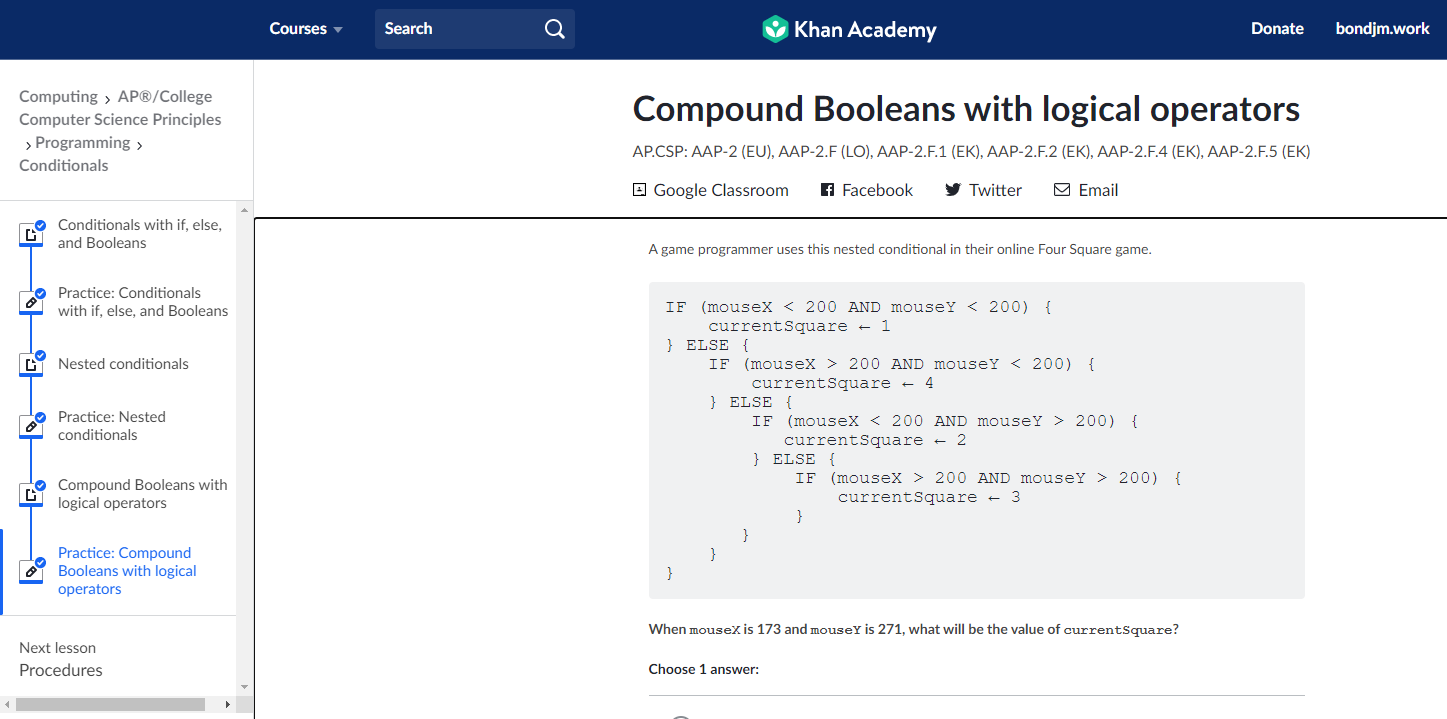 Courses
Search
Khan Academy
Donate
bondjm.work
Computing › AP®/College
Computer Science Principles
› Programming ›
Conditionals
Conditionals with if, else,
and Booleans
Practice: Conditionals
with if, else, and Booleans
Nested conditionals
Practice: Nested
conditionals
Compound Booleans with
logical operators
Practice: Compound
Booleans with logical
operators
Next lesson
Procedures
Compound Booleans with logical operators
AP.CSP: AAP-2 (EU), AAP-2.F (LO), AAP-2.F.1 (EK), AAP-2.F.2 (EK), AAP-2.F.4 (EK), AAP-2.F.5 (EK)
Google Classroom
Facebook
Twitter
Email
A game programmer uses this nested conditional in their online Four Square game.
IF (mouseX < 200 AND mouseY < 200) {
    currentSquare ← 1
} ELSE {
    IF (mouseX > 200 AND mouseY < 200) {
        currentSquare ← 4
    } ELSE {
        IF (mouseX < 200 AND mouseY > 200) {
           currentSquare ← 2
        } ELSE {
            IF (mouseX > 200 AND mouseY > 200) {
                currentSquare ← 3
            }
       }
    }
}
When mouseX is 173 and mouseY is 271, what will be the value of currentSquare?
Choose 1 answer: